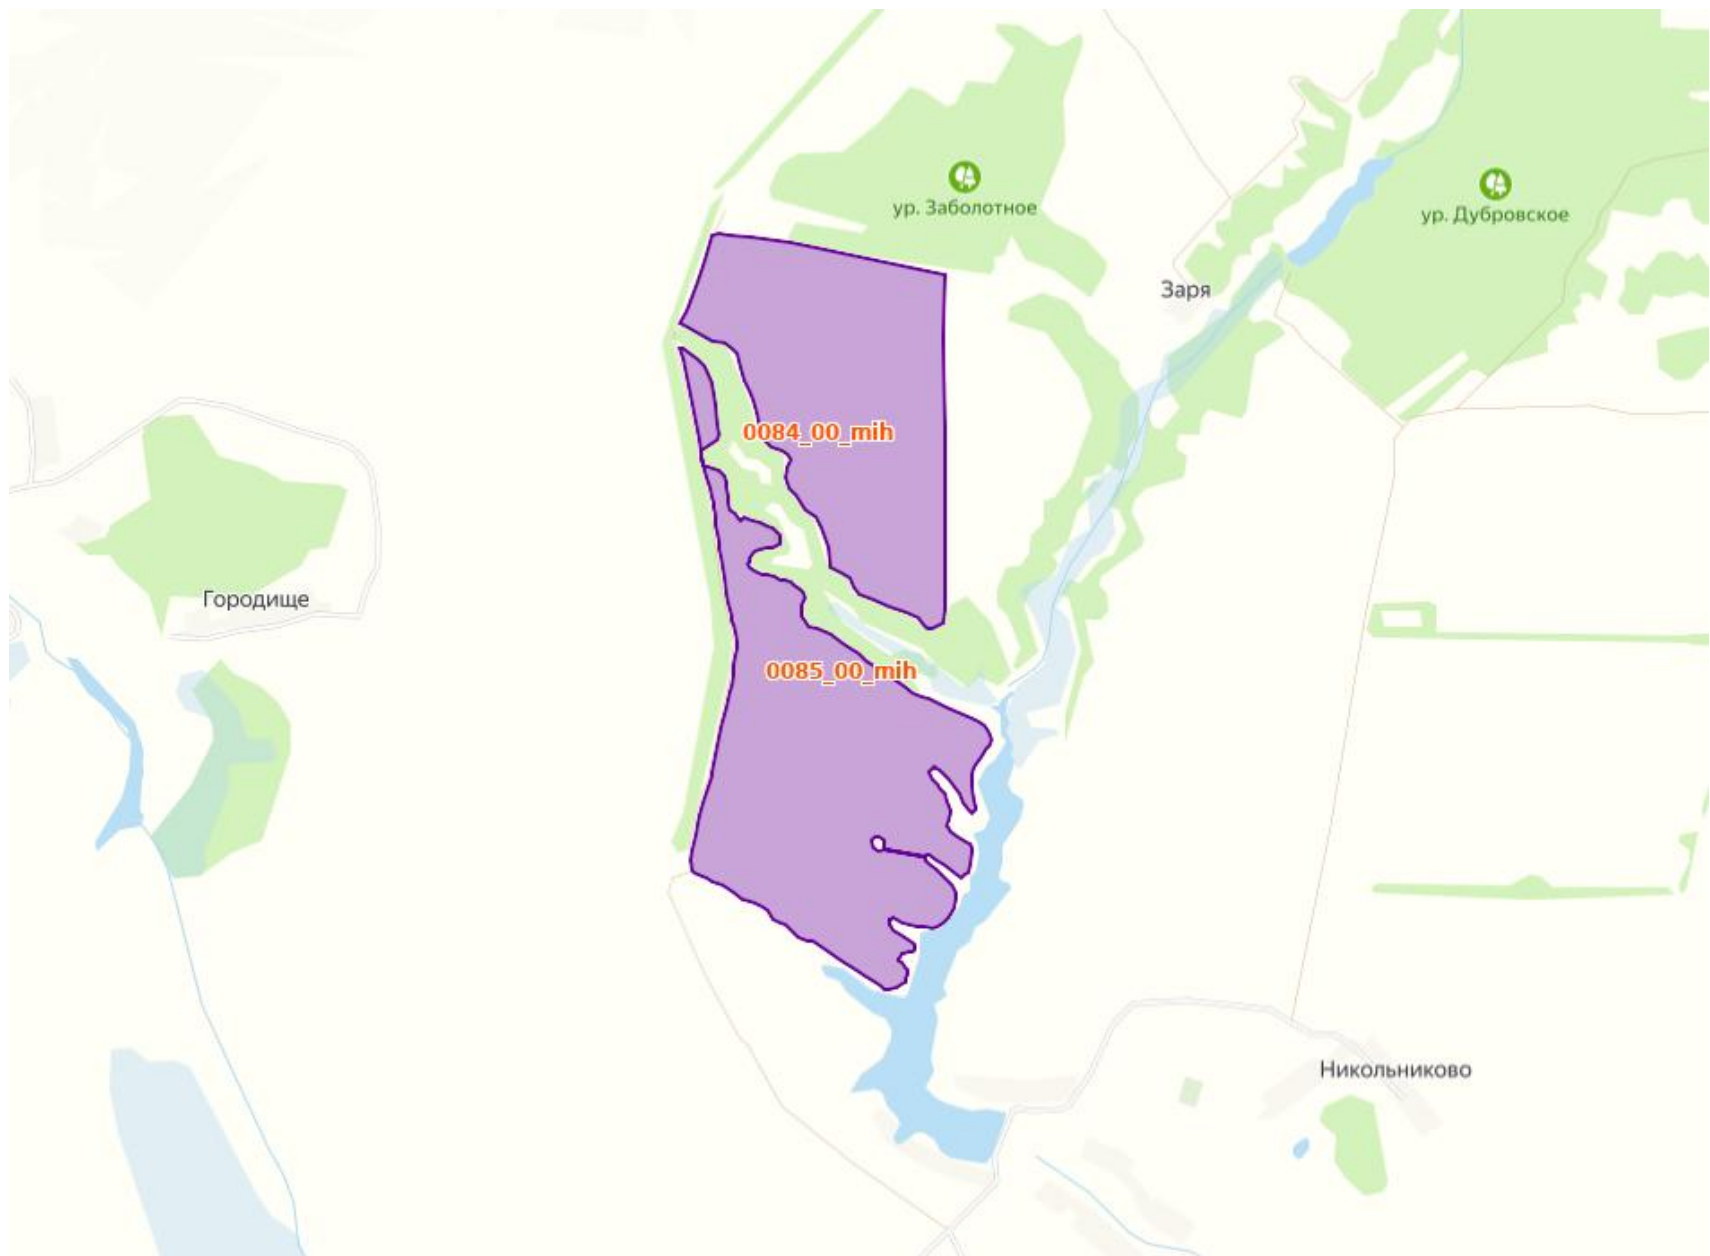 ур. Заболотное
ур. Дубровское
Заря
0084_00_mih
Городище
0085_00_mih
Никольниково